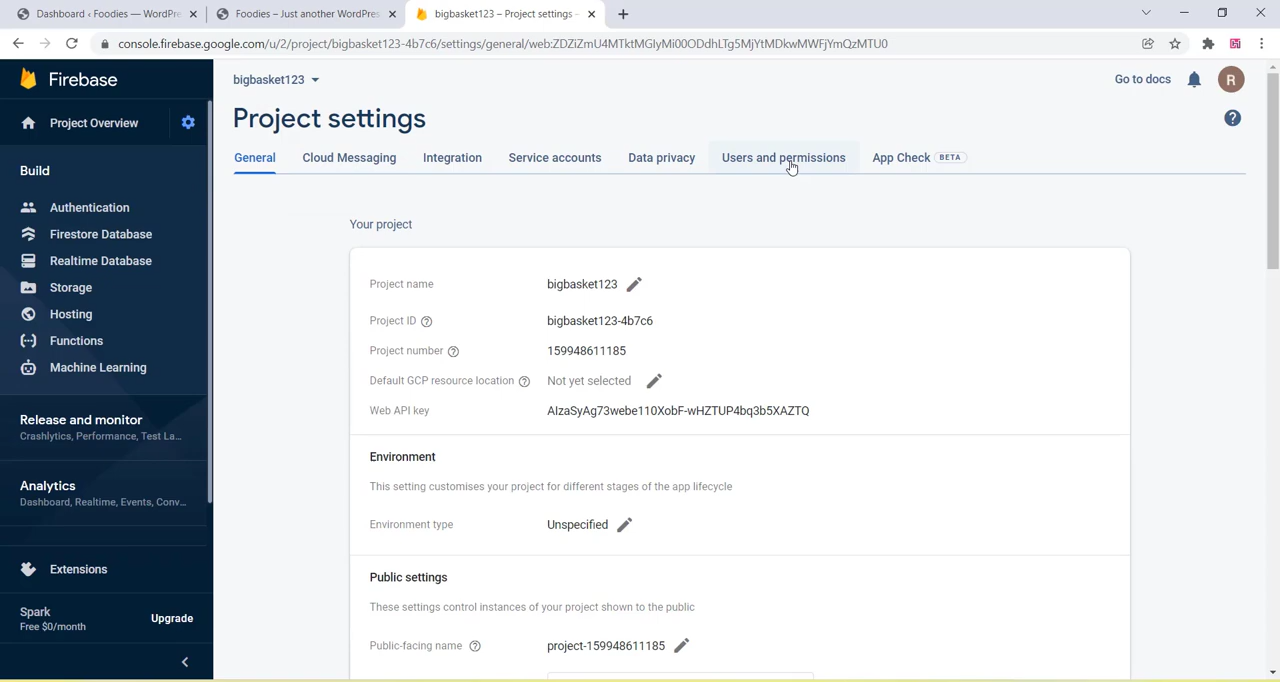 Dashboard ‹ Foodies — WordPre
Foodies – Just another WordPres
bigbasket123 – Project settings –
console.firebase.google.com/u/2/project/bigbasket123-4b7c6/settings/general/web:ZDZiZmU4MTktMGIyMi00ODdhLTg5MjYtMDkwMWFjYmQzMTU0
Firebase
bigbasket123
Go to docs
R
Project Overview
Project settings
General
Cloud Messaging
Integration
Service accounts
Data privacy
Users and permissions
App Check BETA
Build
Authentication
Firestore Database
Realtime Database
Storage
Hosting
Functions
Machine Learning
Release and monitor
Crashlytics, Performance, Test La...
Analytics
Dashboard, Realtime, Events, Conv...
Extensions
Spark
Free $0/month
Upgrade
Your project
Project name bigbasket123
Project ID bigbasket123-4b7c6
Project number 159948611185
Default GCP resource location Not yet selected
Web API key AIzaSyAg73webe110XobF-wHZTUP4bq3b5XAZTQ
Environment
This setting customises your project for different stages of the app lifecycle
Environment type Unspecified
Public settings
These settings control instances of your project shown to the public
Public-facing name project-159948611185